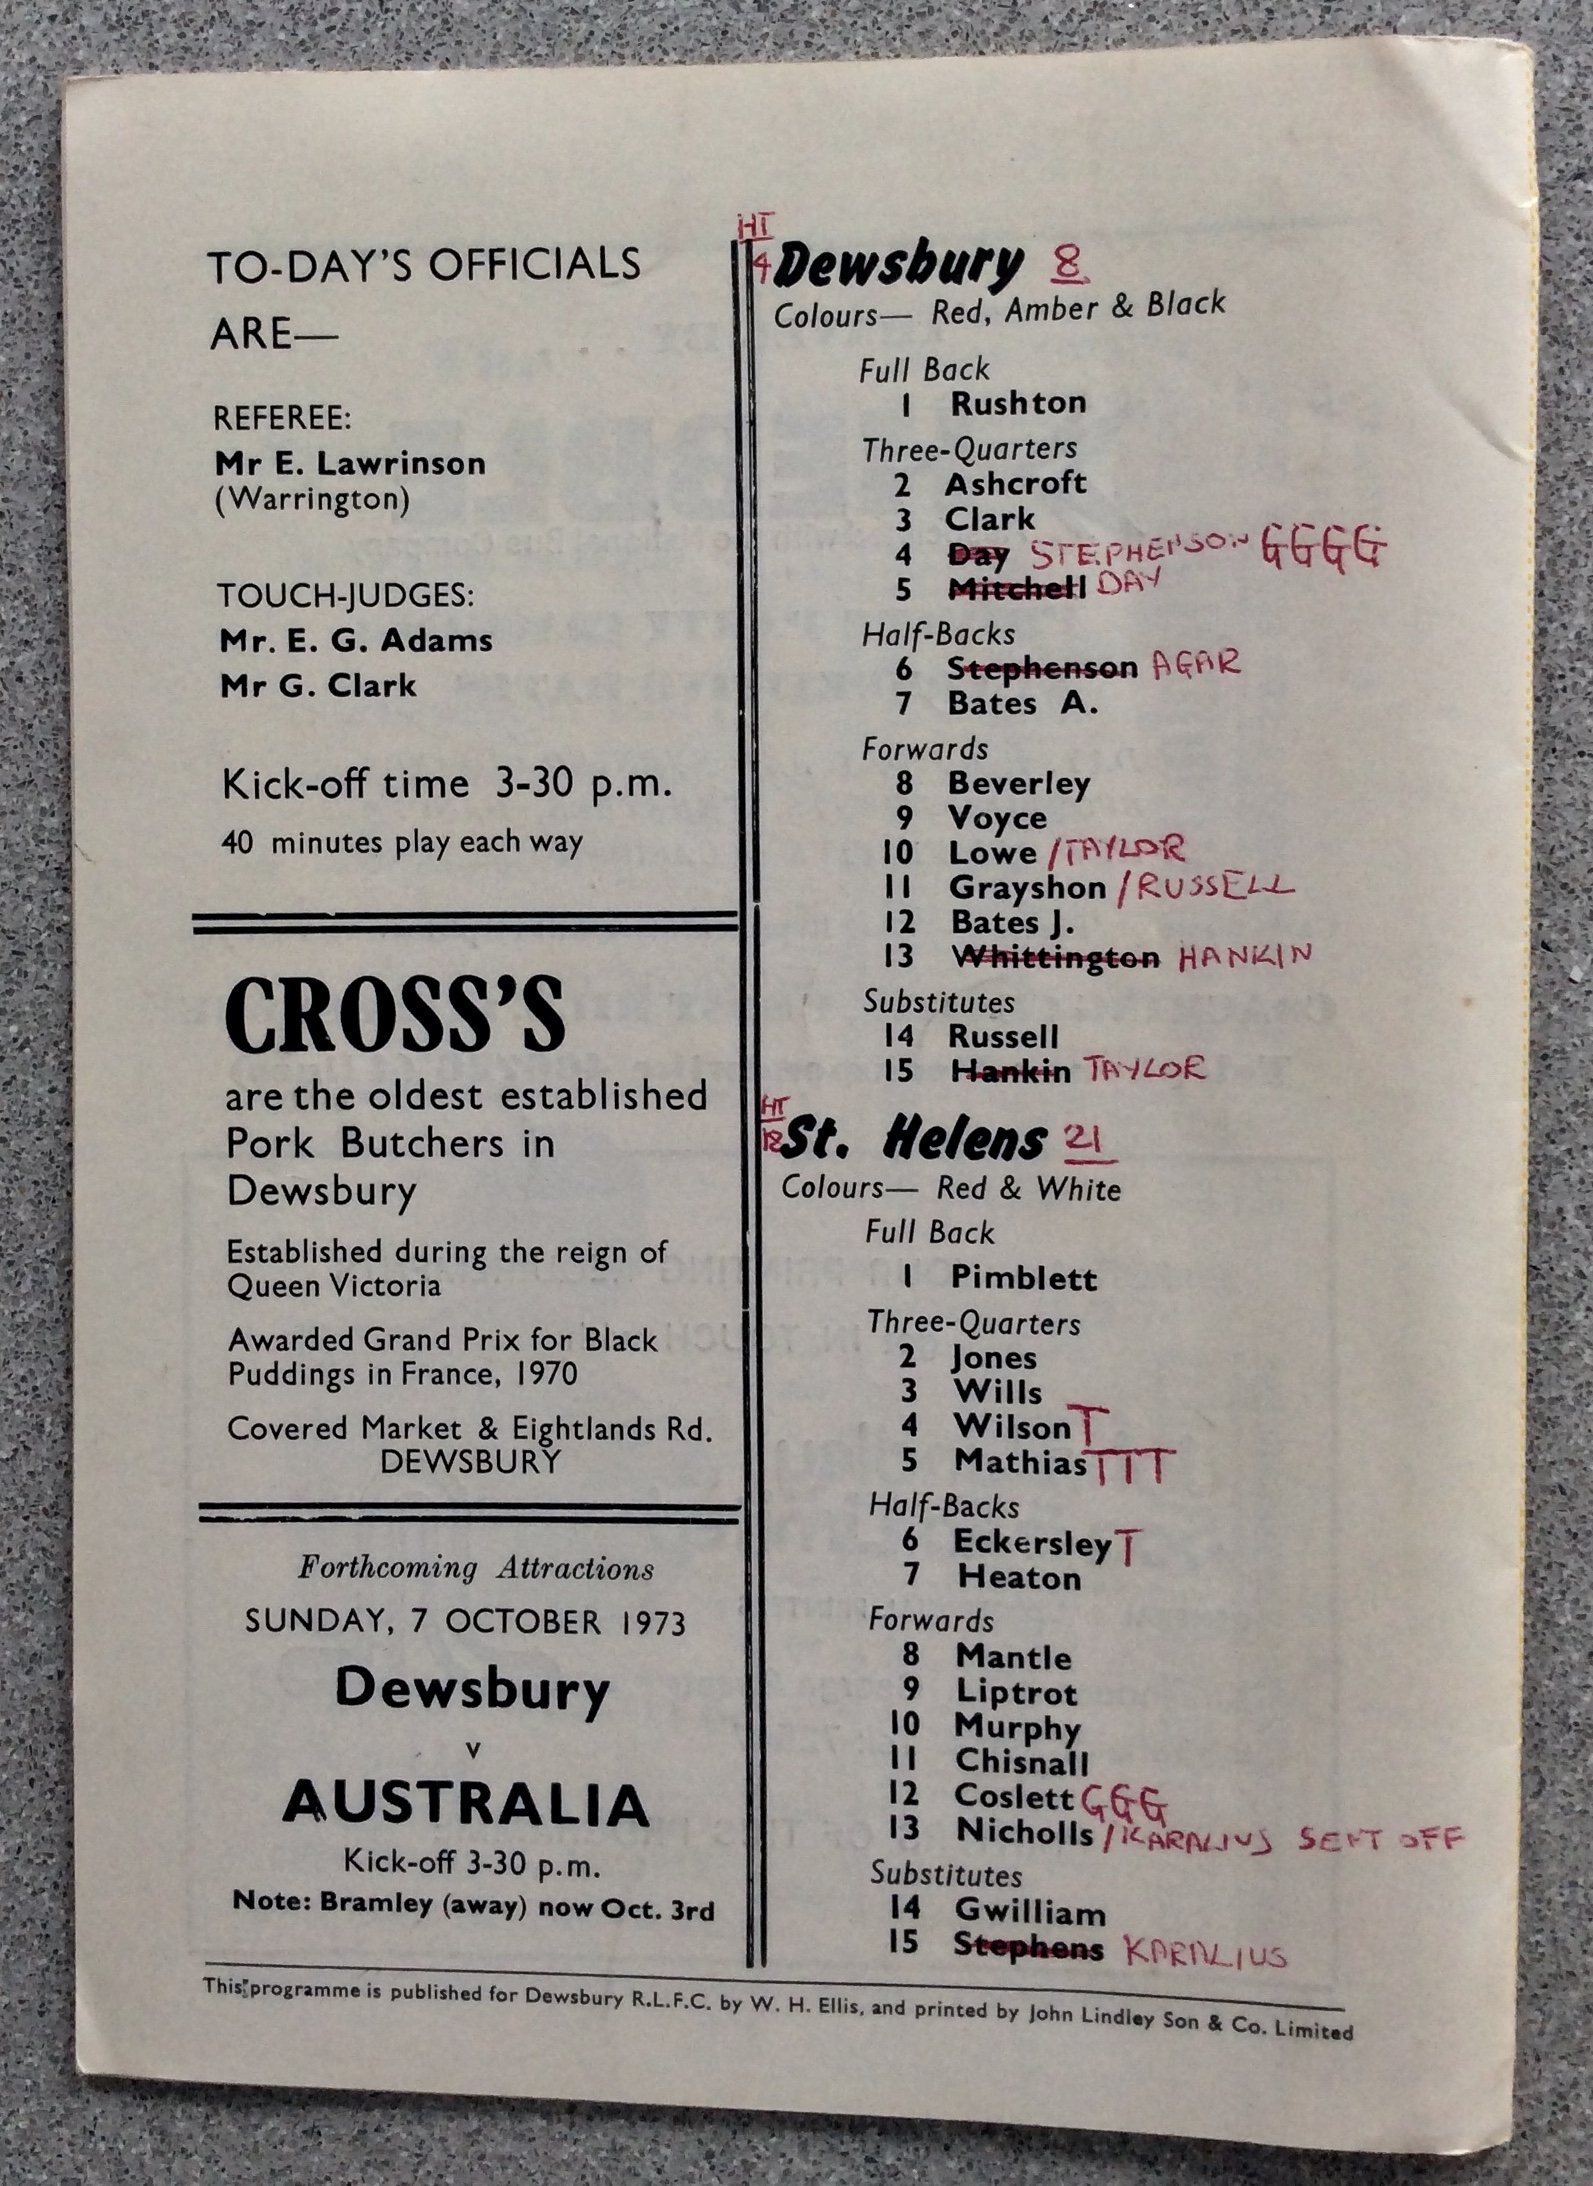 TO-DAY'S OFFICIALS
ARE—
REFEREE:
Mr E. Lawrinson
(Warrington)
TOUCH-JUDGES:
Mr. E. G. Adams
Mr G. Clark
Kick-off time 3-30 p.m.
40 minutes play each way
CROSS'S
are the oldest established
Pork Butchers in
Dewsbury
Established during the reign of
Queen Victoria
Awarded Grand Prix for Black
Puddings in France, 1970
Covered Market & Eightlands Rd.
DEWSBURY
Forthcoming Attractions
SUNDAY, 7 OCTOBER 1973
Dewsbury
v
AUSTRALIA
Kick-off 3-30 p.m.
Note: Bramley (away) now Oct. 3rd
HT
4 Dewsbury 8
Colours— Red, Amber & Black
Full Back
1 Rushton
Three-Quarters
2 Ashcroft
3 Clark
4 Day STEPHENSON GGGG
5 Mitchell DAY
Half-Backs
6 Stephenson AGAR
7 Bates A.
Forwards
8 Beverley
9 Voyce
10 Lowe /TAYLOR
11 Grayshon /RUSSELL
12 Bates J.
13 Whittington HANKIN
Substitutes
14 Russell
15 Hankin TAYLOR
HT
12 St. Helens 21
Colours— Red & White
Full Back
1 Pimblett
Three-Quarters
2 Jones
3 Wills
4 Wilson T
5 Mathias TTT
Half-Backs
6 Eckersley T
7 Heaton
Forwards
8 Mantle
9 Liptrot
10 Murphy
11 Chisnall
12 Coslett GGG
13 Nicholls /KARALIUS SENT OFF
Substitutes
14 Gwilliam
15 Stephens KARALIUS
This programme is published for Dewsbury R.L.F.C. by W. H. Ellis, and printed by John Lindley Son & Co. Limited